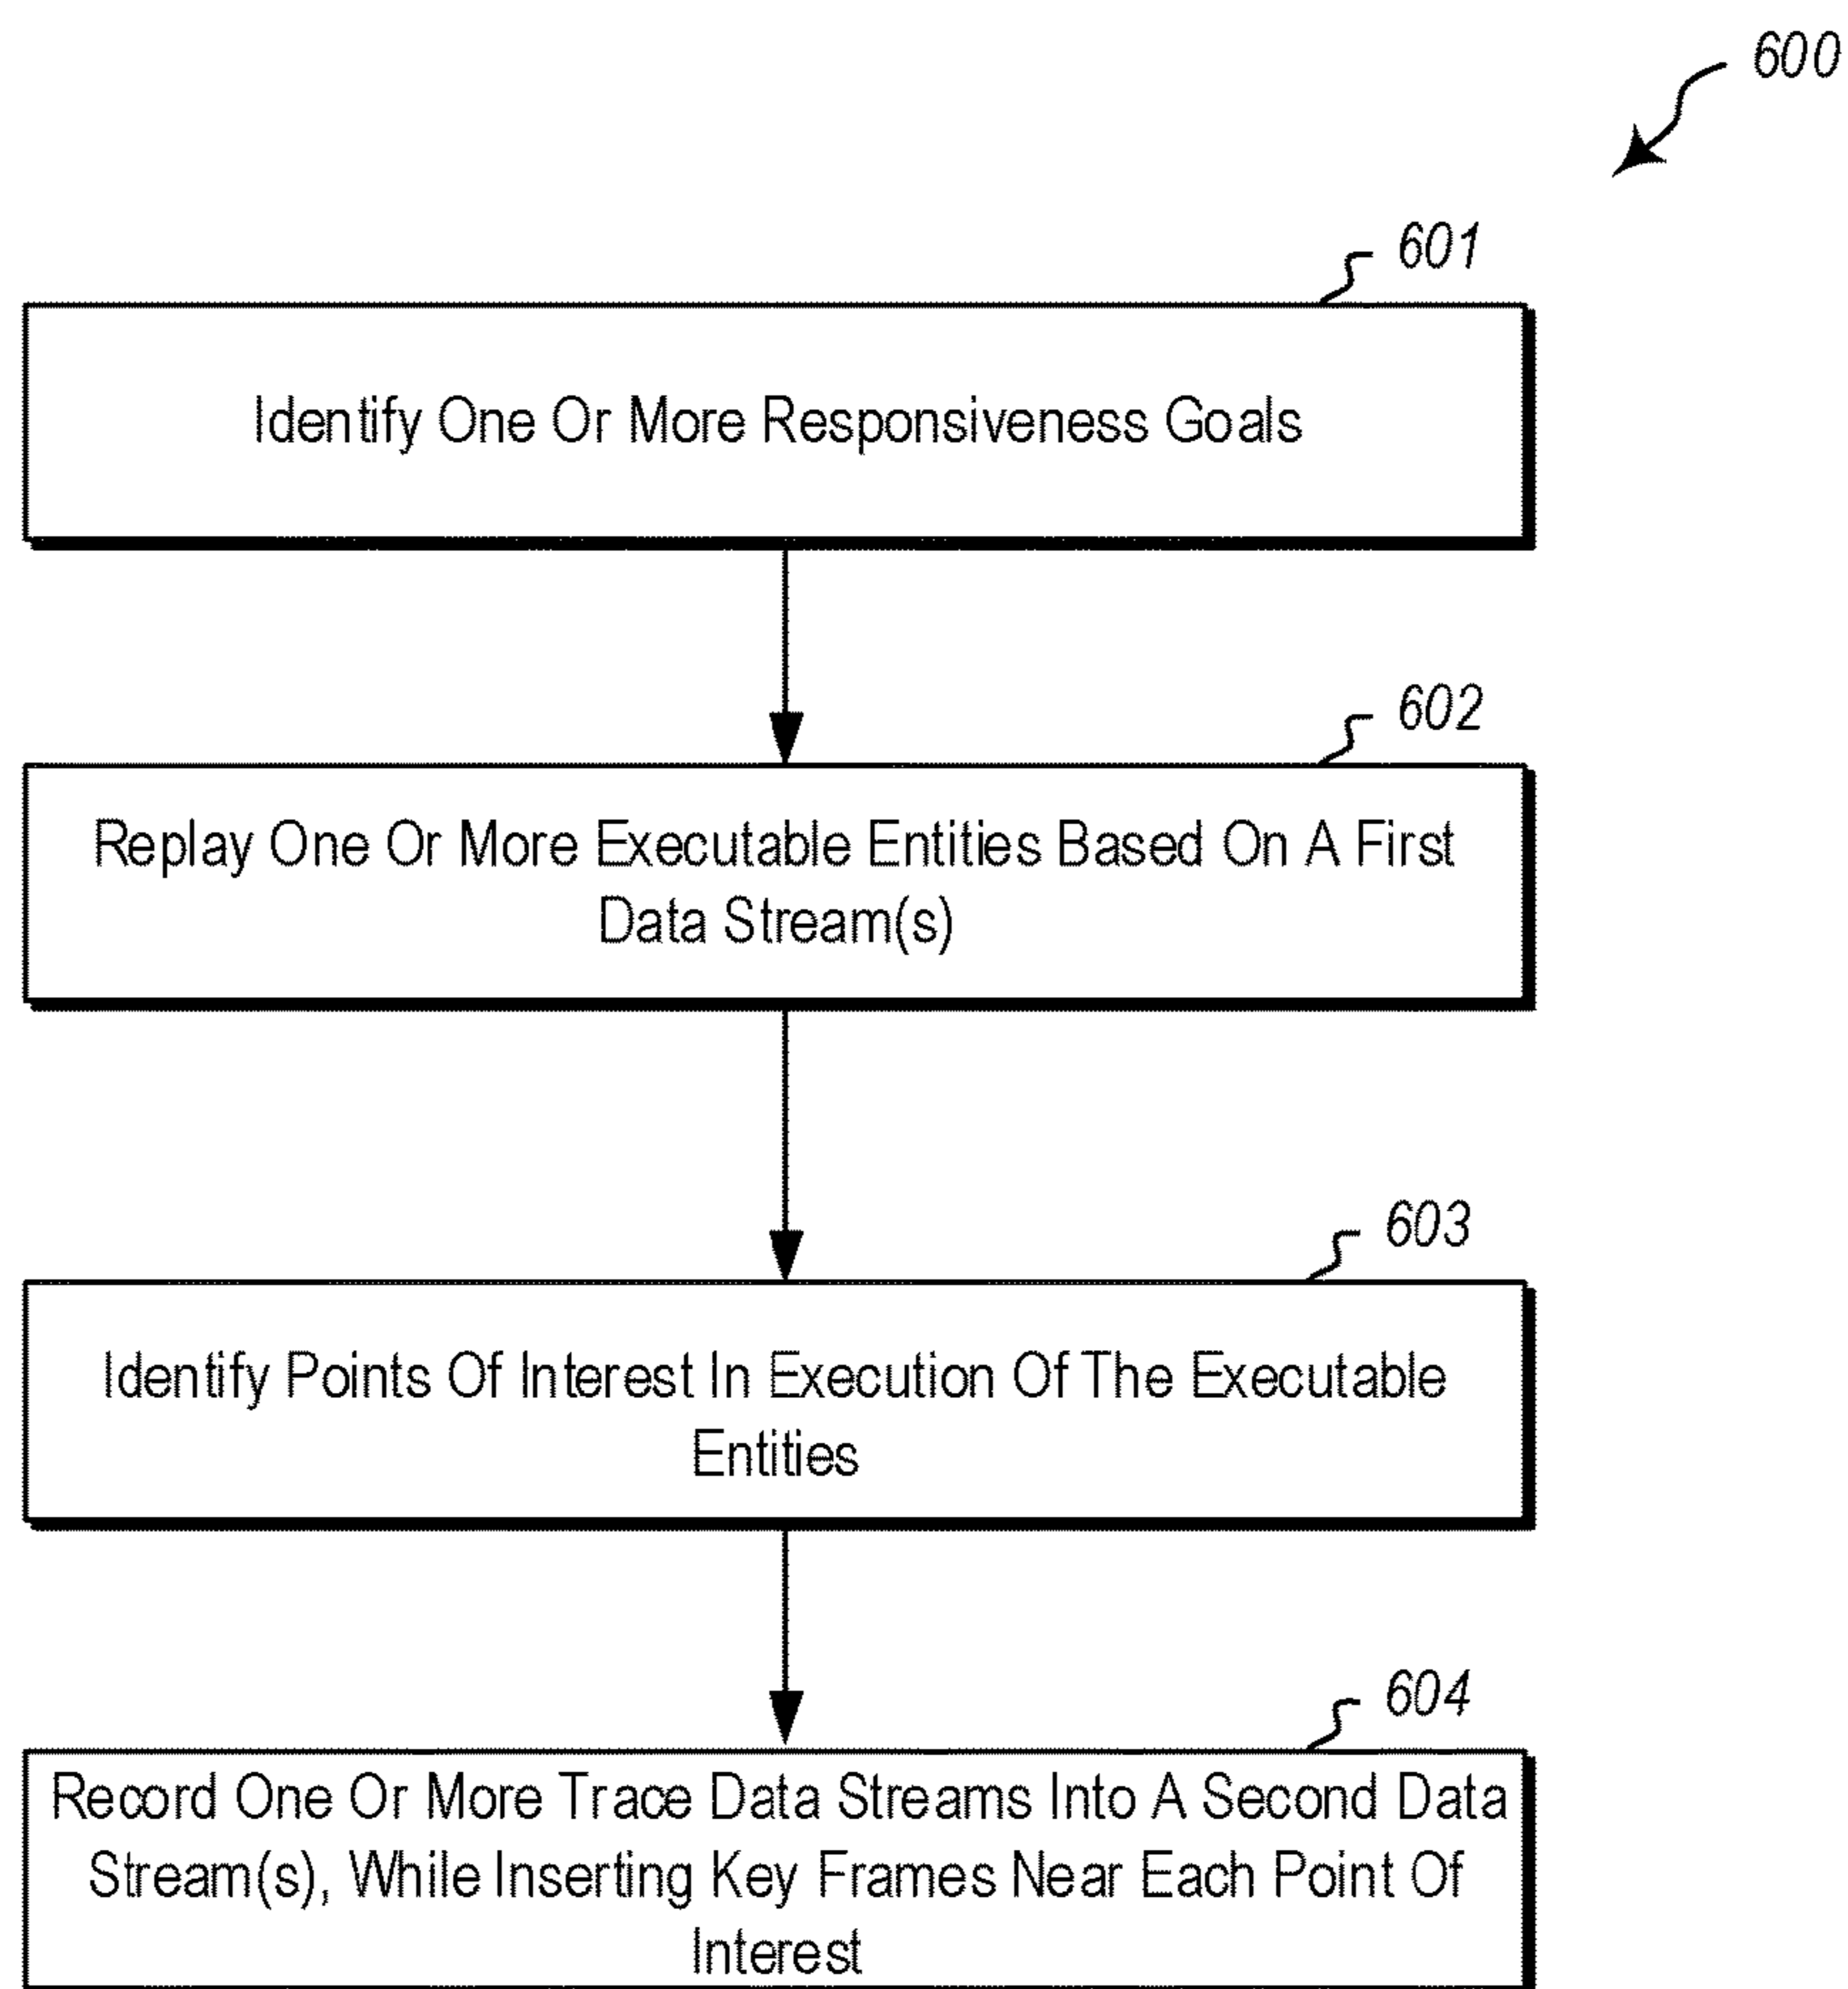 600
601
Identify One Or More Responsiveness Goals
602
Replay One Or More Executable Entities Based On A First
Data Stream(s)
603
Identify Points Of Interest In Execution Of The Executable
Entities
604
Record One Or More Trace Data Streams Into A Second Data
Stream(s), While Inserting Key Frames Near Each Point Of
Interest